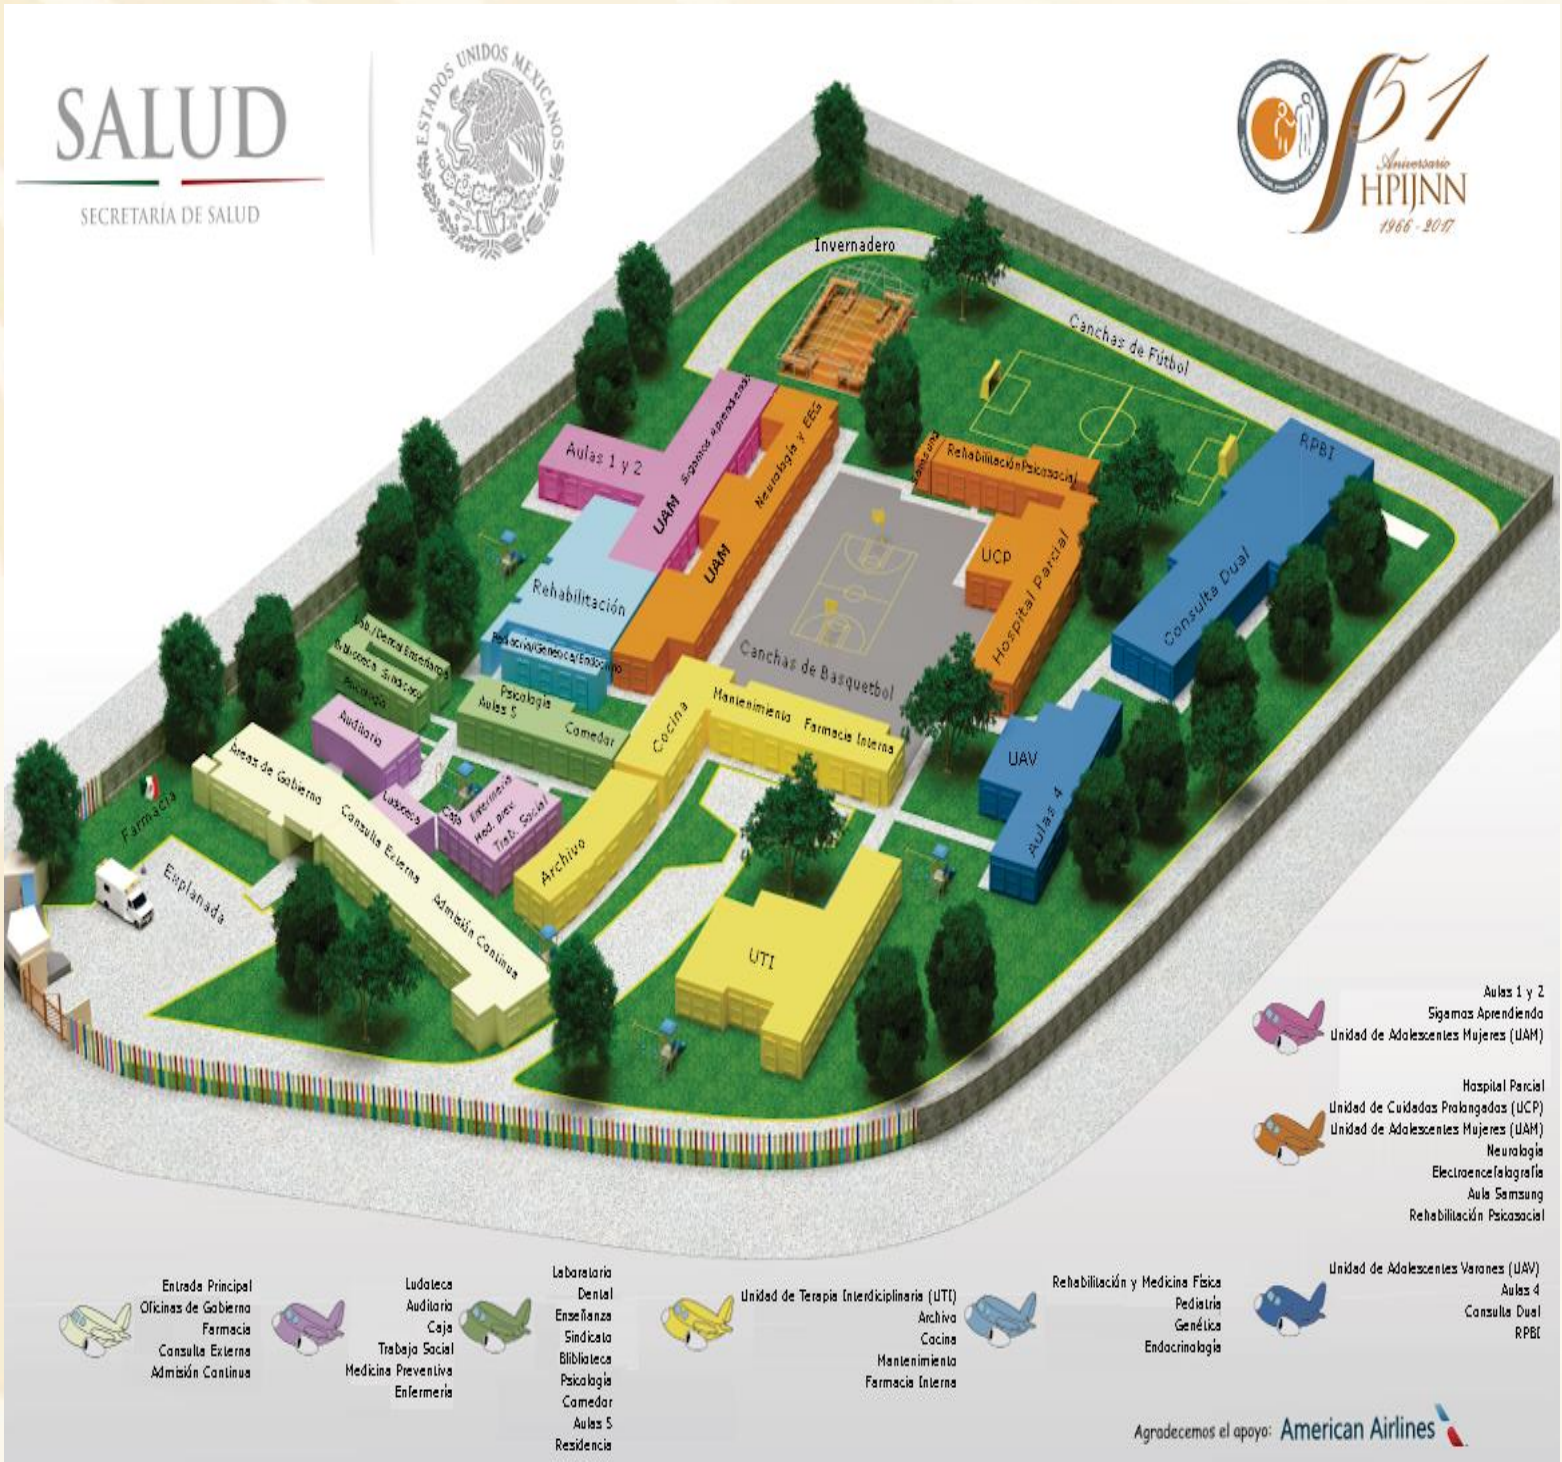 SALUD
SECRETARÍA DE SALUD
ESTADOS UNIDOS MEXICANOS
51
Aniversario
HPIJNN
1966 - 2017
Invernadero
Canchas de Fútbol
RPBI
Aulas 1 y 2
Sigamos Aprendiendo
UAM
Neurología y EEG
UAM
Rehabilitación Psicosocial
UCP
Hospital Parcial
Consulta Dual
Rehabilitación
Pediatría/Genética/Endocrino
Canchas de Basquetbol
Lab./Dental/Enseñanza
Biblioteca Sindicato
Psicología
Auditorio
Psicología
Aulas 5
Comedor
Cocina
Mantenimiento Farmacia Interna
UAV
Aulas 4
Áreas de Gobierno Consulta Externa Admisión Continua
Ludoteca
Caja
Enfermería
Med. prev.
Trab. Social
Archivo
Farmacia
Explanada
UTI
Aulas 1 y 2
Sigamos Aprendiendo
Unidad de Adolescentes Mujeres (UAM)
Hospital Parcial
Unidad de Cuidados Prolongados (UCP)
Unidad de Adolescentes Mujeres (UAM)
Neurología
Electroencefalografía
Aula Samsung
Rehabilitación Psicosocial
Entrada Principal
Oficinas de Gobierno
Farmacia
Consulta Externa
Admisión Continua
Ludoteca
Auditorio
Caja
Trabajo Social
Medicina Preventiva
Enfermería
Laboratorio
Dental
Enseñanza
Sindicato
Bliblioteca
Psicología
Comedor
Aulas 5
Residencia
Unidad de Terapia Interdiciplinaria (UTI)
Archivo
Cocina
Mantenimiento
Farmacia Interna
Rehabilitación y Medicina Física
Pediatría
Genética
Endocrinología
Unidad de Adolescentes Varones (UAV)
Aulas 4
Consulta Dual
RPBI
Agradecemos el apoyo: American Airlines